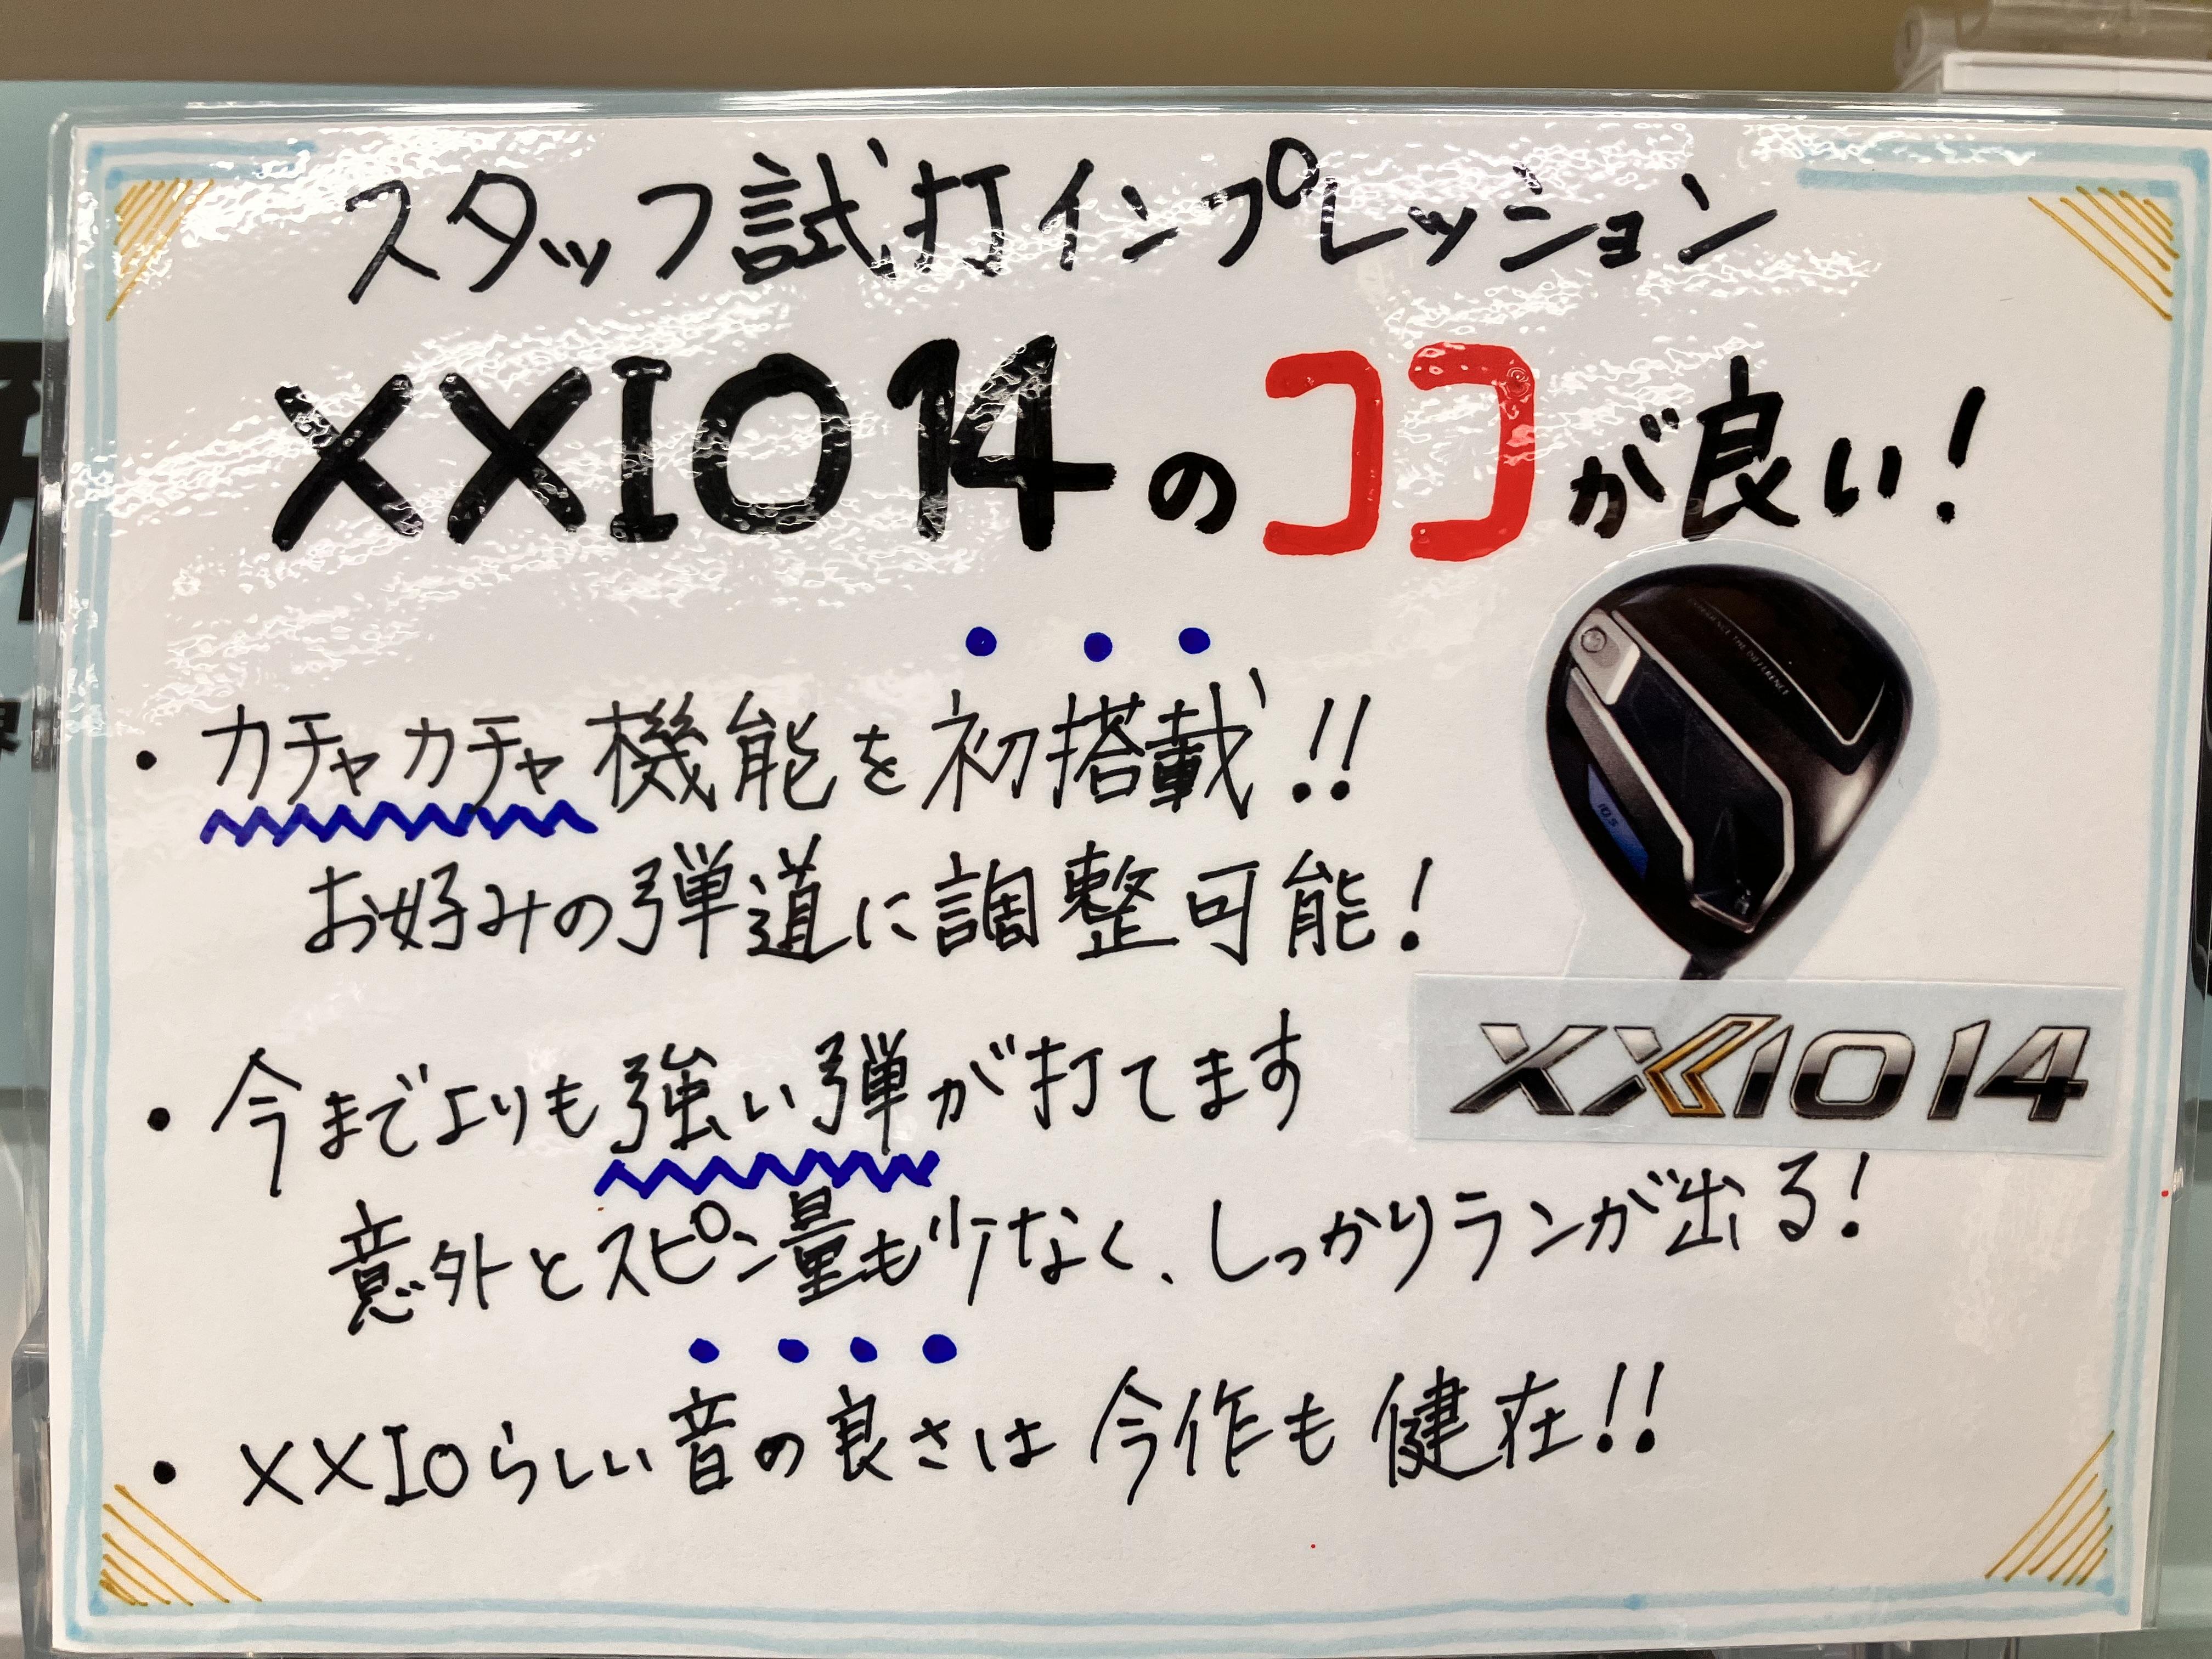 スタッフ試打インプレッション
XXIO14のココが良い!
・カチャカチャ機能を初搭載!!
お好みの弾道に調整可能!
・今までよりも強い弾が打てます
XXIO 14
意外とスピン量も少なく、しっかりランが出る!
・XXIOらしい音の良さは今作も健在!!